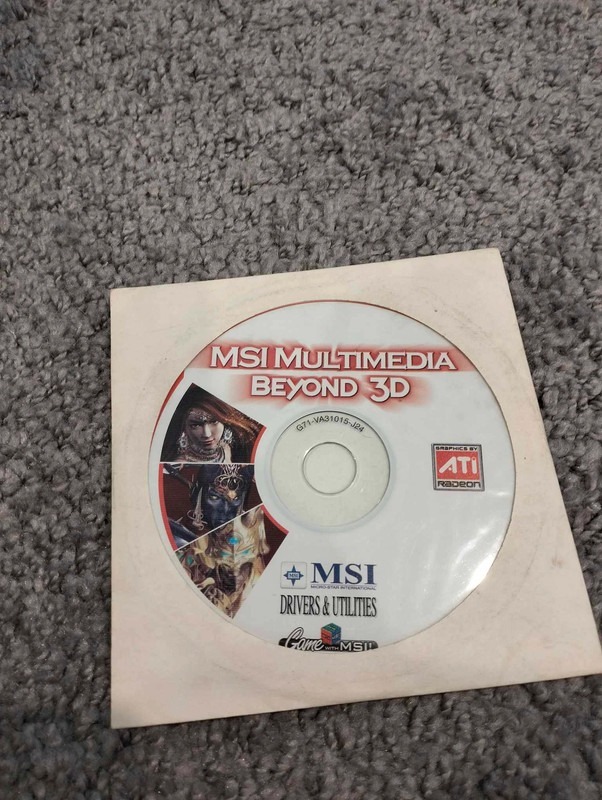 MSI MULTIMEDIA
BEYOND 3D
G71-VA31015-J24
GRAPHICS BY
ATI
RADEON
MSI
MSI
MICRO-STAR INTERNATIONAL
DRIVERS & UTILITIES
Game WITH MSI!